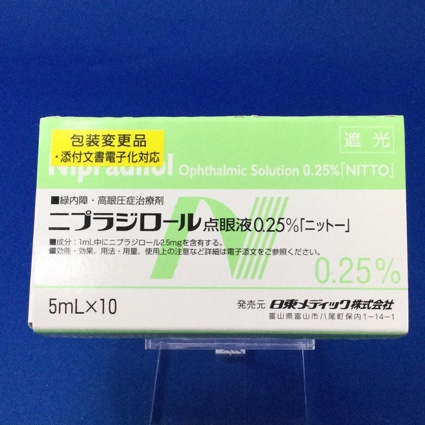 包装変更品
・添付文書電子化対応
遮光
Nipradilol Ophthalmic Solution 0.25%「NITTO」
■緑内障・高眼圧症治療剤
ニプラジロール点眼液0.25%「ニットー」
■成分：1mL中にニプラジロール2.5mgを含有する。
■効能・効果、用法・用量、使用上の注意など詳細は電子添文をご参照ください。
N
0.25%
5mL×10
発売元 日東メディック株式会社
富山県富山市八尾町保内1-14-1